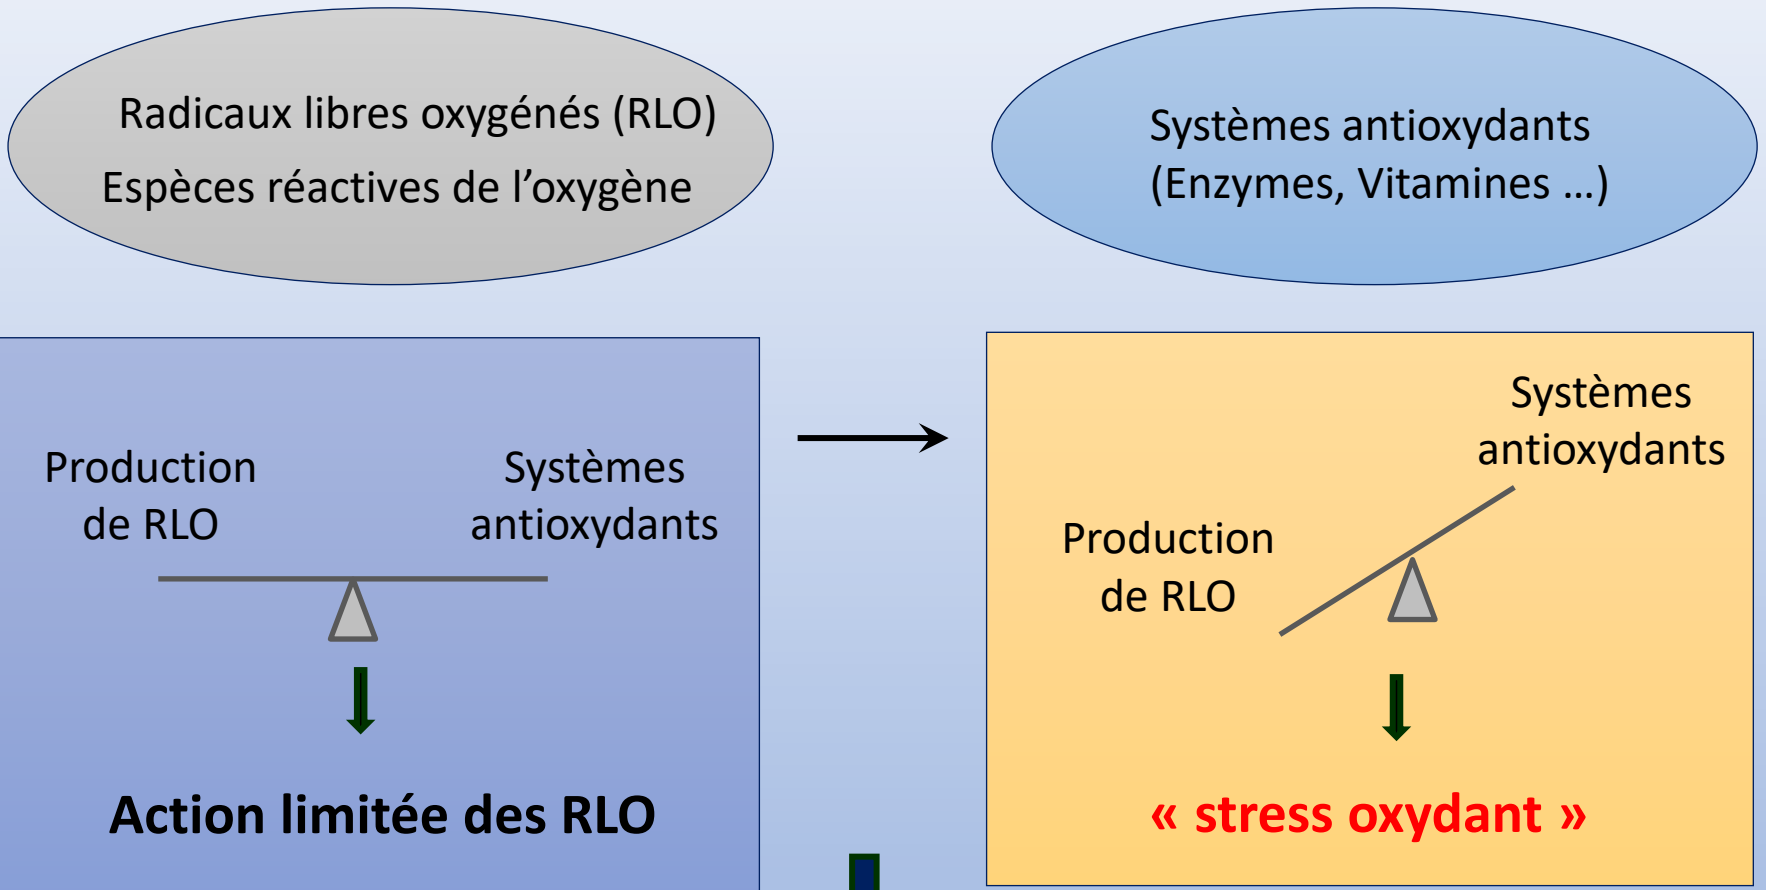 Radicaux libres oxygénés (RLO)
Espèces réactives de l’oxygène
Systèmes antioxydants
(Enzymes, Vitamines ...)
Production
de RLO
Systèmes
antioxydants
Action limitée des RLO
Systèmes
antioxydants
Production
de RLO
« stress oxydant »